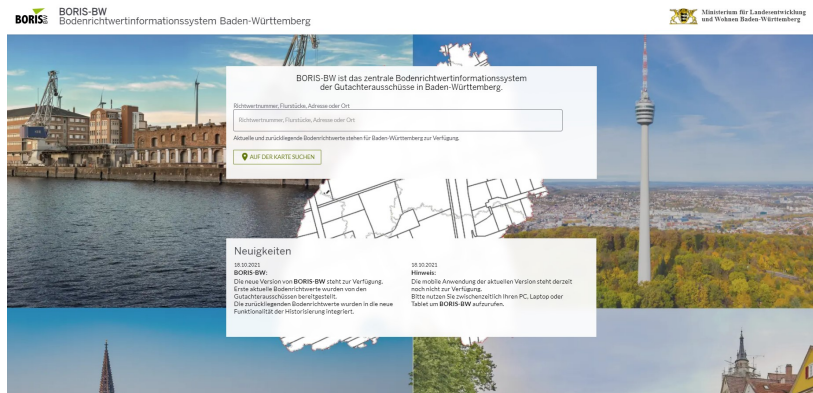 BORIS
BORIS-BW
Bodenrichtwertinformationssystem Baden-Württemberg
Ministerium für Landesentwicklung
und Wohnen Baden-Württemberg
BORIS-BW ist das zentrale Bodenrichtwertinformationssystem
der Gutachterausschüsse in Baden-Württemberg.
Richtwertnummer, Flurstücke, Adresse oder Ort
Richtwertnummer, Flurstücke, Adresse oder Ort
Aktuelle und zurückliegende Bodenrichtwerte stehen für Baden-Württemberg zur Verfügung.
AUF DER KARTE SUCHEN
Neuigkeiten
18.10.2021
BORIS-BW:
Die neue Version von BORIS-BW steht zur Verfügung.
Erste aktuelle Bodenrichtwerte wurden von den
Gutachterausschüssen bereitgestellt.
Die zurückliegenden Bodenrichtwerte wurden in die neue
Funktionalität der Historisierung integriert.
18.10.2021
Hinweis:
Die mobile Anwendung der aktuellen Version steht derzeit
noch nicht zur Verfügung.
Bitte nutzen Sie zwischenzeitlich Ihren PC, Laptop oder
Tablet um BORIS-BW aufzurufen.